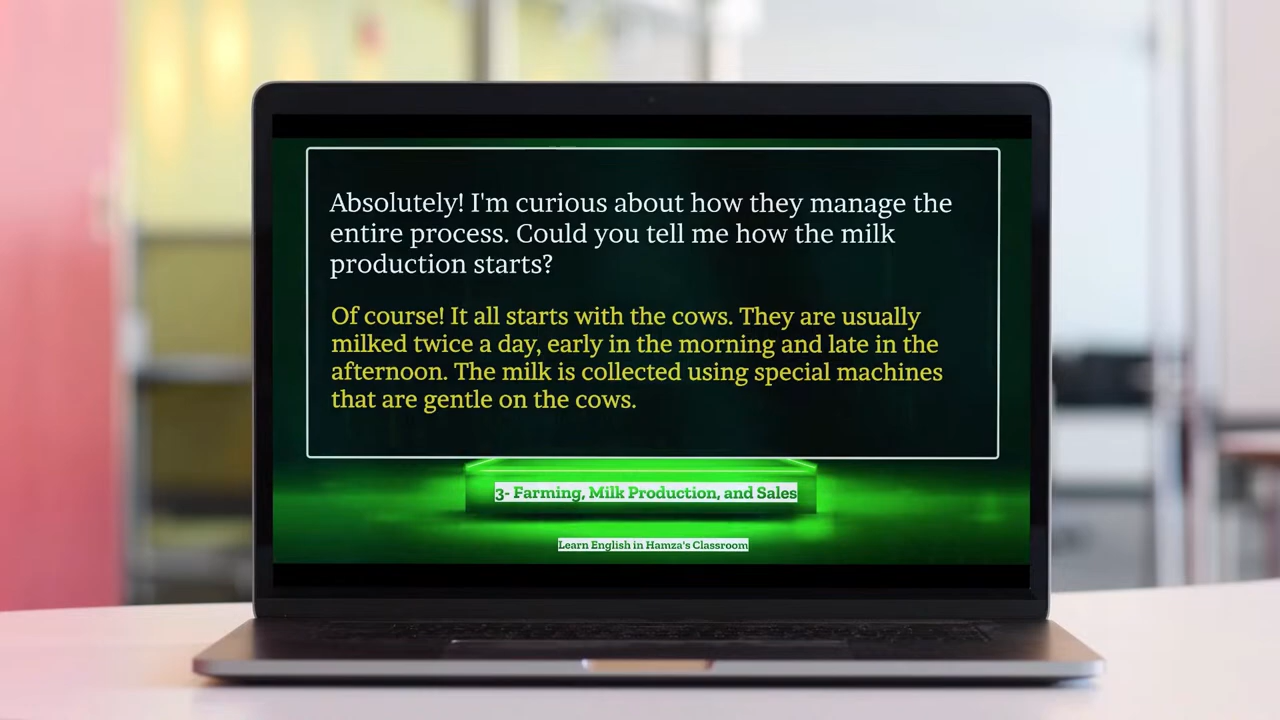 Absolutely! I'm curious about how they manage the
entire process. Could you tell me how the milk
production starts?
Of course! It all starts with the cows. They are usually
milked twice a day, early in the morning and late in the
afternoon. The milk is collected using special machines
that are gentle on the cows.
3- Farming, Milk Production, and Sales
Learn English in Hamza's Classroom